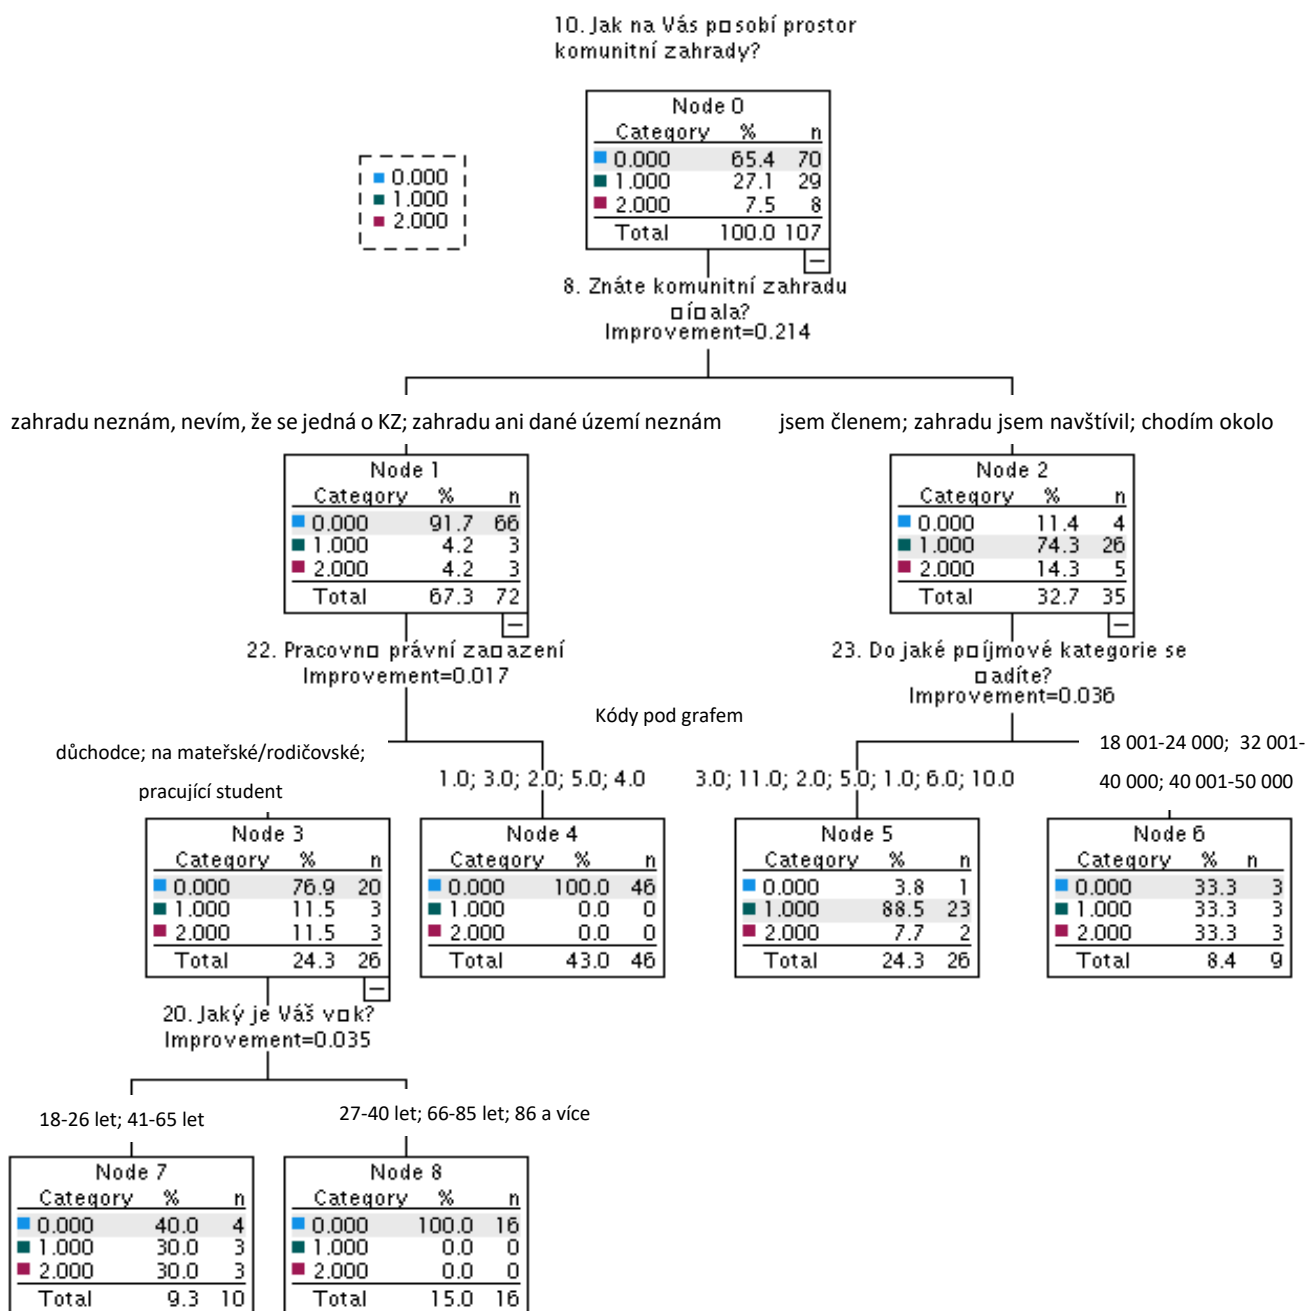 10. Jak na Vás p□sobí prostor
komunitní zahrady?
Node 0
Category % n
0.000 65.4 70
1.000 27.1 29
2.000 7.5 8
Total 100.0 107
0.000
1.000
2.000
8. Znáte komunitní zahradu
□í□ala?
Improvement=0.214
zahradu neznám, nevím, že se jedná o KZ; zahradu ani dané území neznám
jsem členem; zahradu jsem navštívil; chodím okolo
Node 1
Category % n
0.000 91.7 66
1.000 4.2 3
2.000 4.2 3
Total 67.3 72
Node 2
Category % n
0.000 11.4 4
1.000 74.3 26
2.000 14.3 5
Total 32.7 35
22. Pracovn□ právní za□azení
Improvement=0.017
23. Do jaké p□íjmové kategorie se
□adíte?
Improvement=0.036
Kódy pod grafem
důchodce; na mateřské/rodičovské;
pracující student
1.0; 3.0; 2.0; 5.0; 4.0
3.0; 11.0; 2.0; 5.0; 1.0; 6.0; 10.0
18 001-24 000; 32 001-
40 000; 40 001-50 000
Node 3
Category % n
0.000 76.9 20
1.000 11.5 3
2.000 11.5 3
Total 24.3 26
Node 4
Category % n
0.000 100.0 46
1.000 0.0 0
2.000 0.0 0
Total 43.0 46
Node 5
Category % n
0.000 3.8 1
1.000 88.5 23
2.000 7.7 2
Total 24.3 26
Node 6
Category % n
0.000 33.3 3
1.000 33.3 3
2.000 33.3 3
Total 8.4 9
20. Jaký je Váš v□k?
Improvement=0.035
18-26 let; 41-65 let
27-40 let; 66-85 let; 86 a více
Node 7
Category % n
0.000 40.0 4
1.000 30.0 3
2.000 30.0 3
Total 9.3 10
Node 8
Category % n
0.000 100.0 16
1.000 0.0 0
2.000 0.0 0
Total 15.0 16